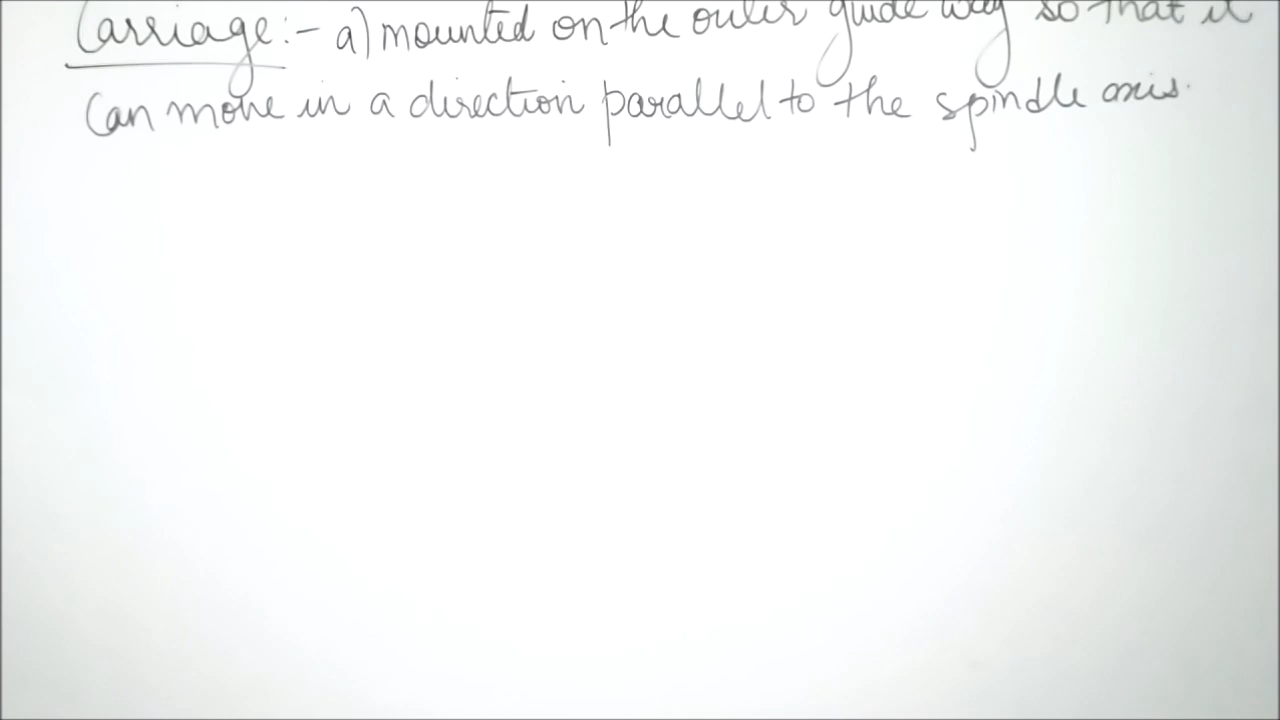 Carriage:- a) mounted on the outer guide way so that it
Can move in a direction parallel to the spindle axis.